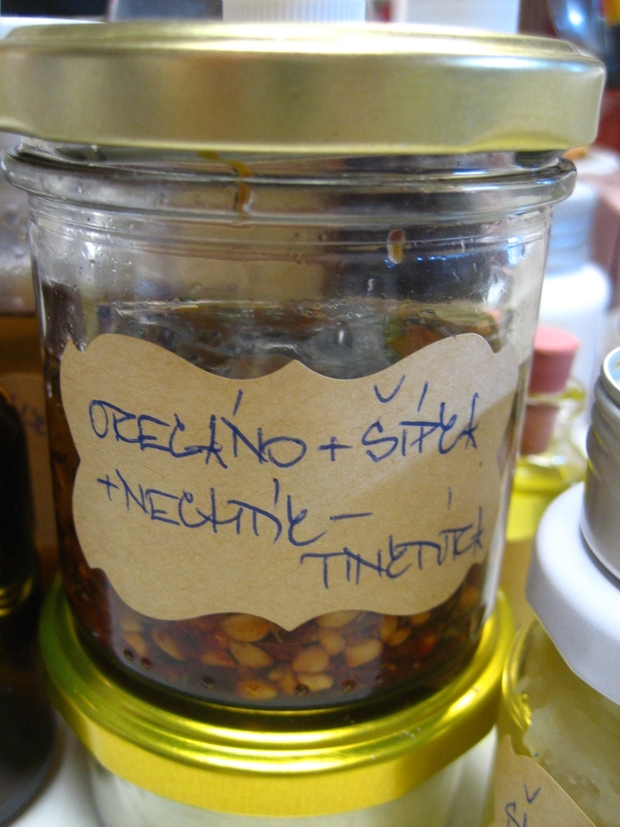 OREGÁNO + ŠÍPKA
+ NECHTÍK –
TINKTÚRA
Š